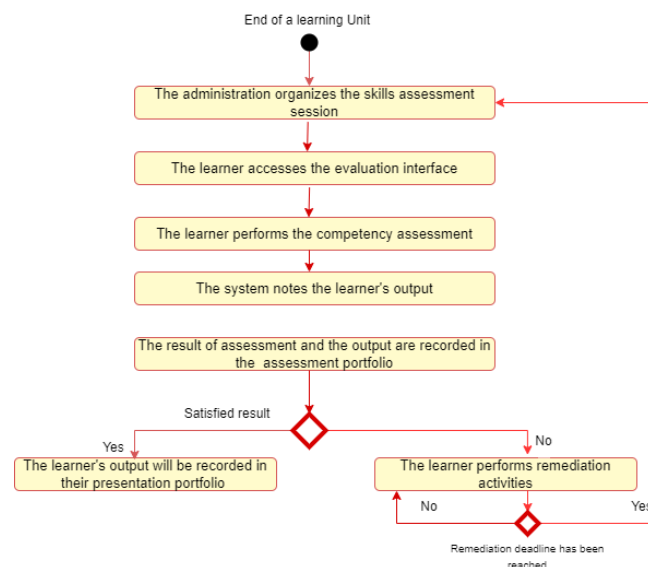 End of a learning Unit
The administration organizes the skills assessment
session
The learner accesses the evaluation interface
The learner performs the competency assessment
The system notes the learner's output
The result of assessment and the output are recorded in
the assessment portfolio
Satisfied result
Yes
No
The learner's output will be recorded in
their presentation portfolio
The learner performs remediation
activities
No
Yes
Remediation deadline has been
reached